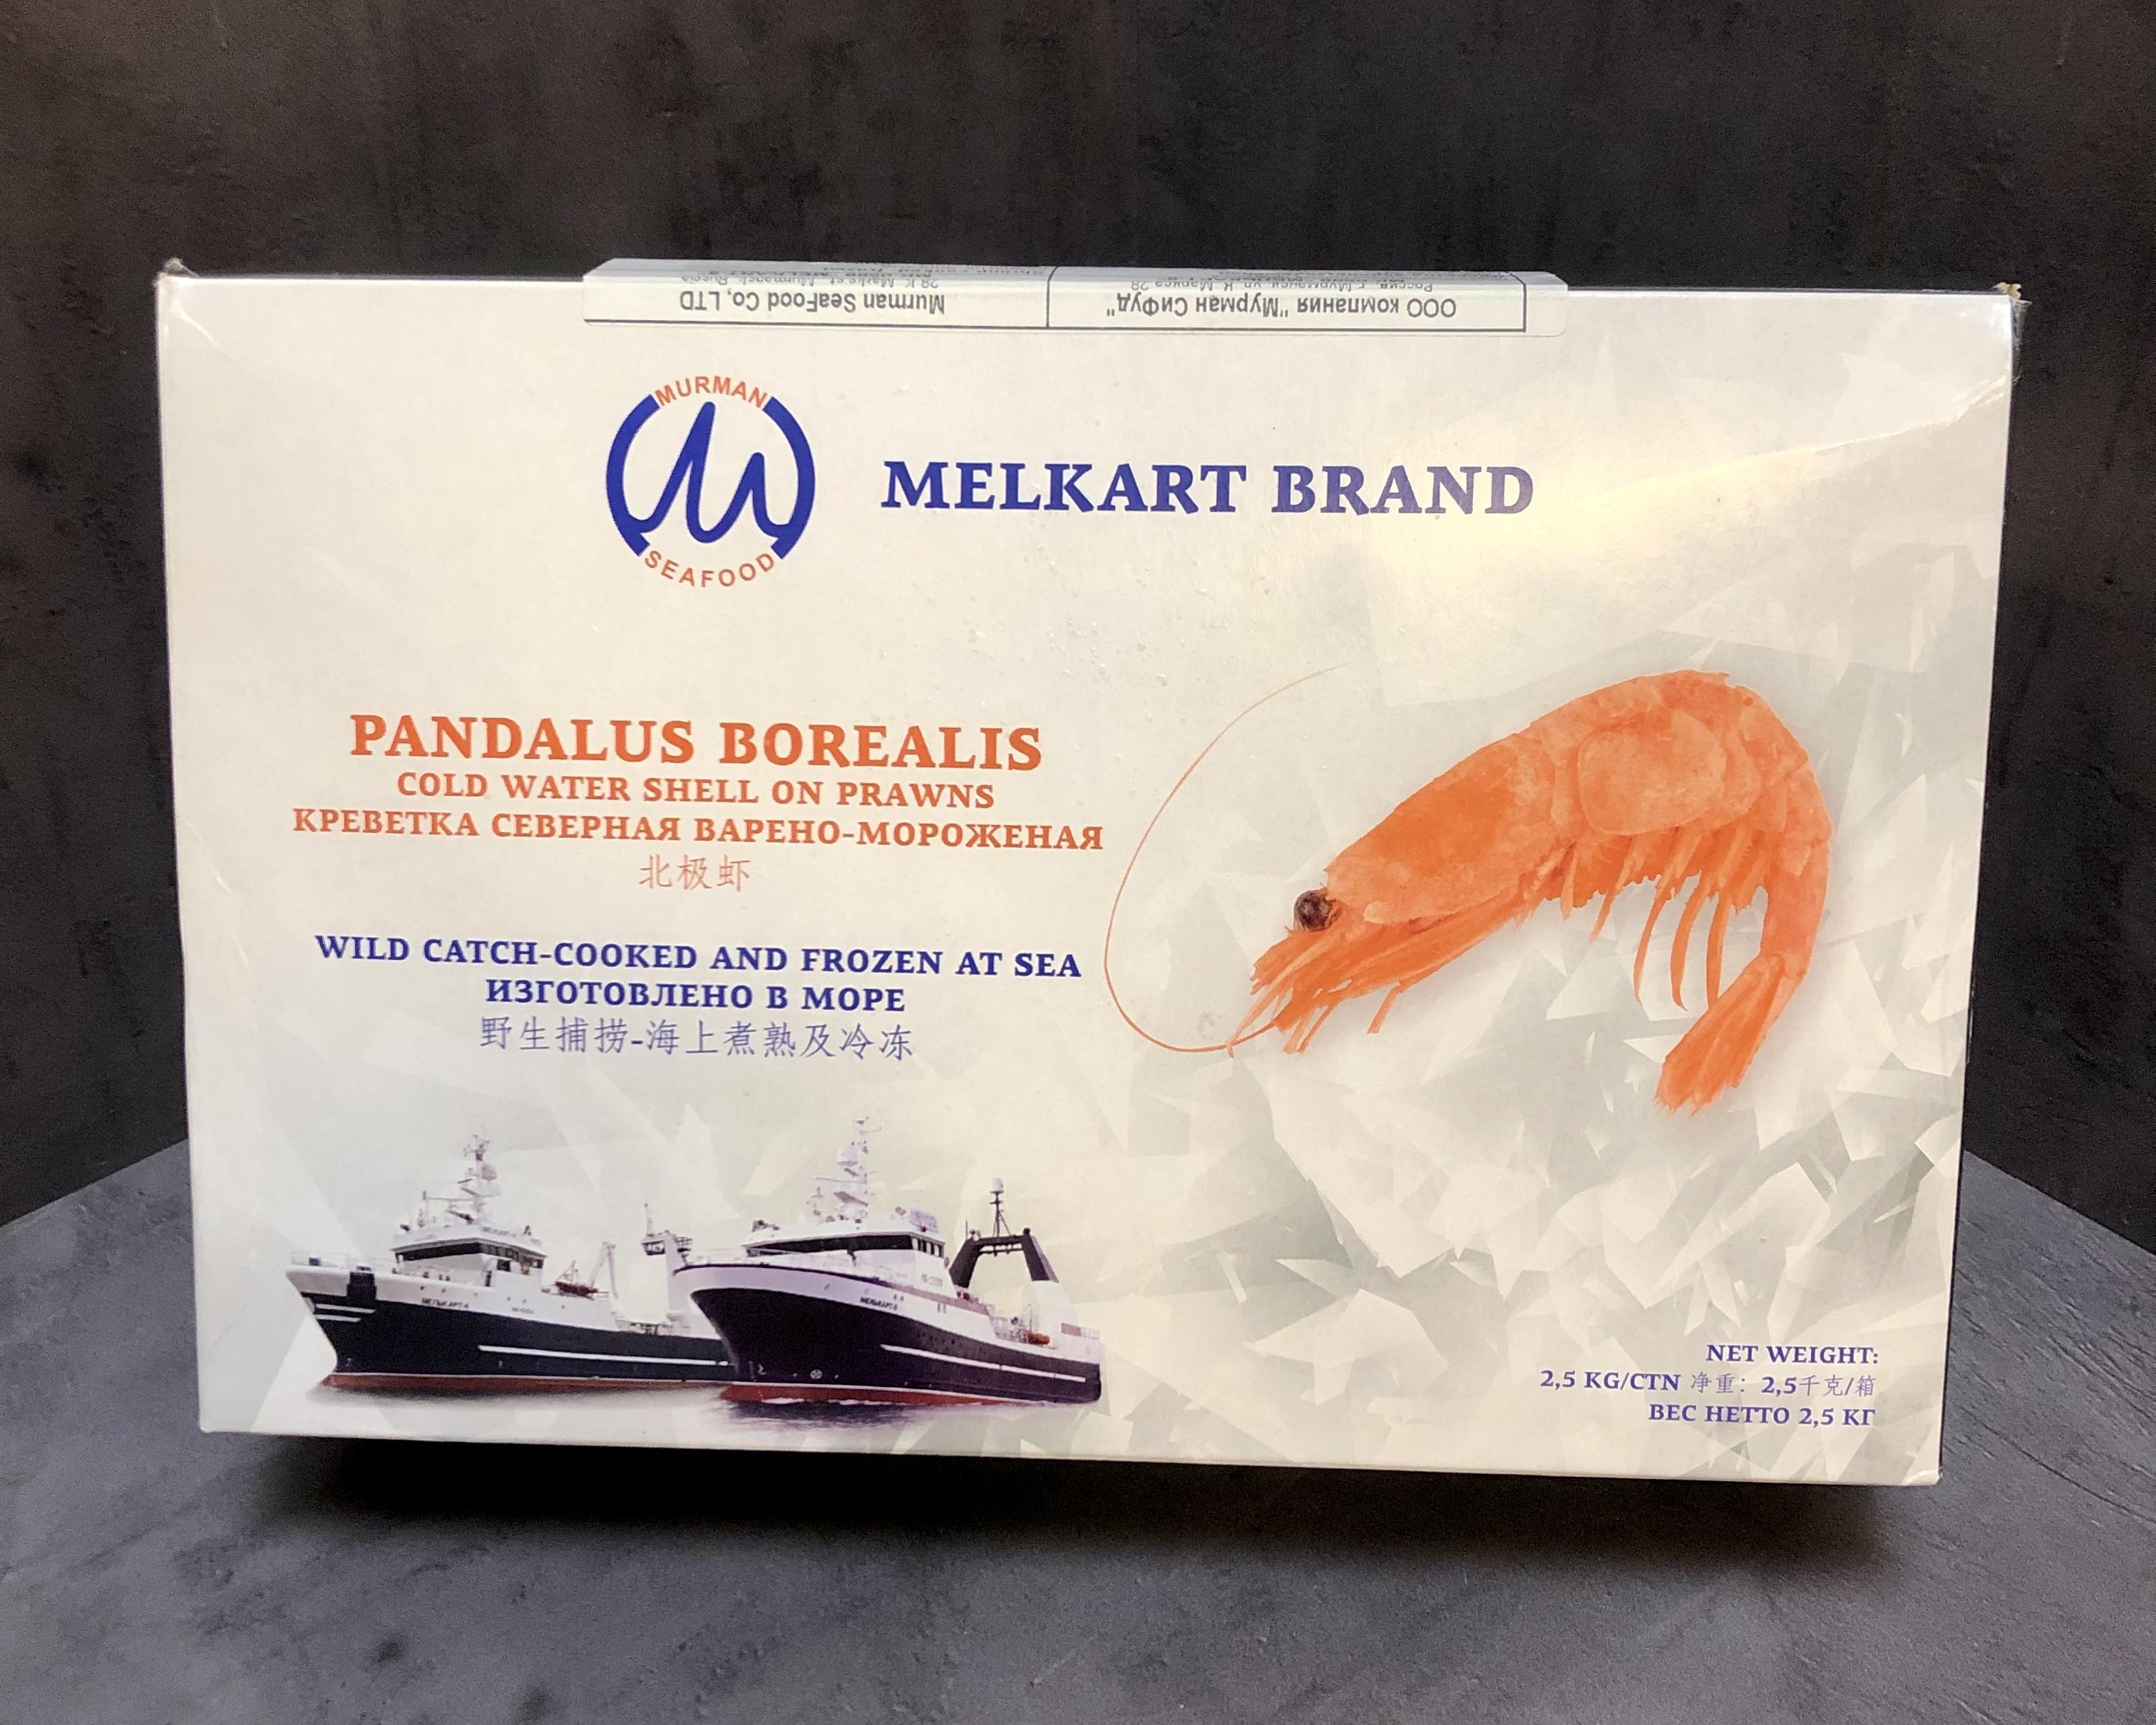 Murman SeaFood Co, LTD
ООО компания "Мурман СиФуд"
MURMAN
SEAFOOD
MELKART BRAND
PANDALUS BOREALIS
COLD WATER SHELL ON PRAWNS
КРЕВЕТКА СЕВЕРНАЯ ВАРЕНО-МОРОЖЕНАЯ
北极虾
WILD CATCH-COOKED AND FROZEN AT SEA
ИЗГОТОВЛЕНО В МОРЕ
野生捕捞-海上煮熟及冷冻
NET WEIGHT:
2,5 KG/CTN 净重: 2,5千克/箱
ВЕС НЕТТО 2,5 КГ